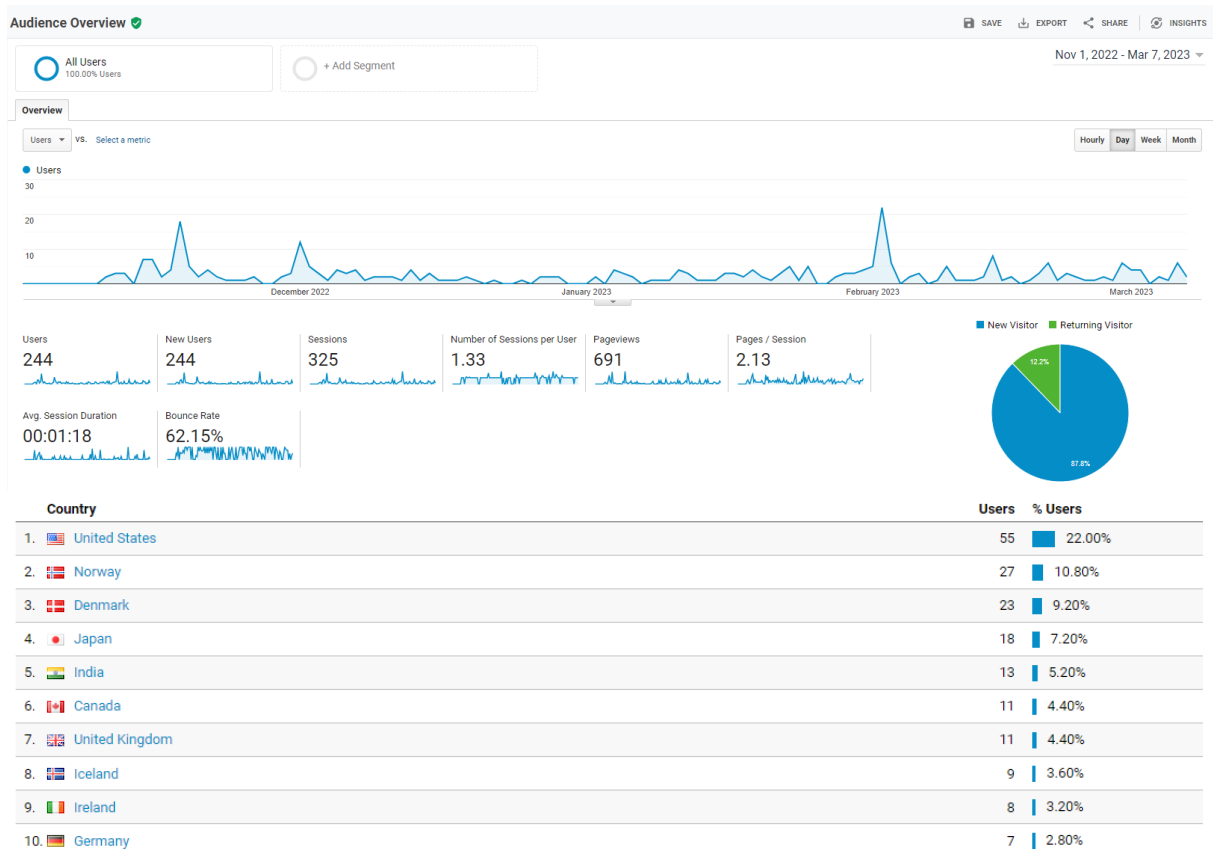 Audience Overview
SAVE EXPORT SHARE INSIGHTS
All Users
100.00% Users
+ Add Segment
Nov 1, 2022 - Mar 7, 2023
Overview
Users VS. Select a metric
Hourly Day Week Month
Users
30
20
10
December 2022 January 2023 February 2023 March 2023
New Visitor Returning Visitor
12.2%
87.8%
Users
244
New Users
244
Sessions
325
Number of Sessions per User
1.33
Pageviews
691
Pages / Session
2.13
Avg. Session Duration
00:01:18
Bounce Rate
62.15%
Country Users % Users
1. United States 55 22.00%
2. Norway 27 10.80%
3. Denmark 23 9.20%
4. Japan 18 7.20%
5. India 13 5.20%
6. Canada 11 4.40%
7. United Kingdom 11 4.40%
8. Iceland 9 3.60%
9. Ireland 8 3.20%
10. Germany 7 2.80%